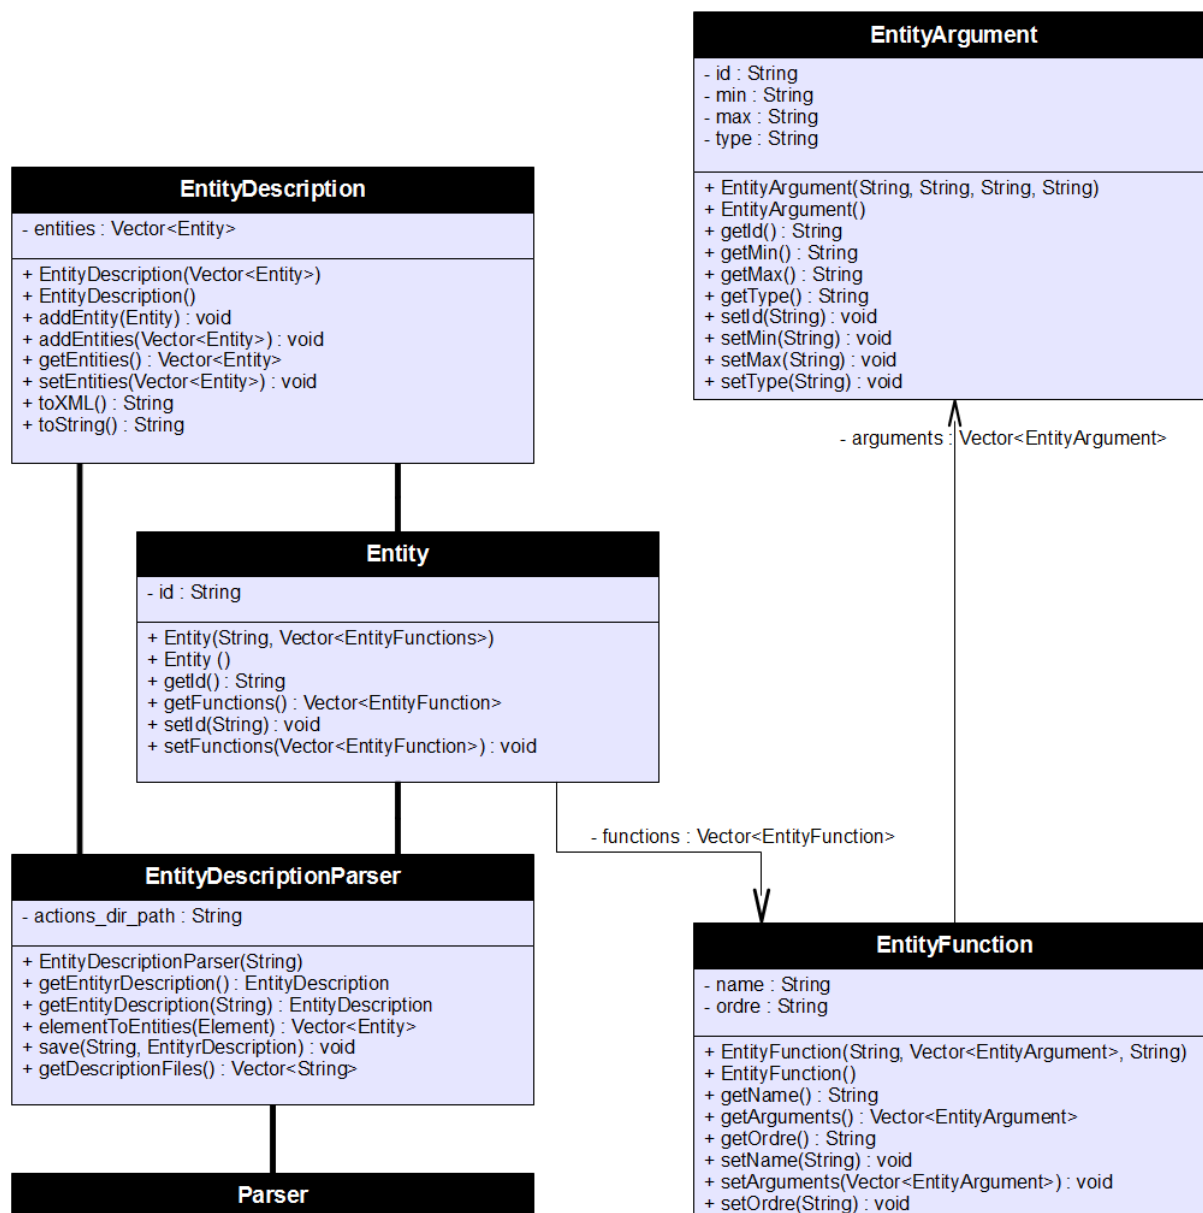 EntityArgument
- id : String
- min : String
- max : String
- type : String
+ EntityArgument(String, String, String, String)
+ EntityArgument()
+ getId() : String
+ getMin() : String
+ getMax() : String
+ getType() : String
+ setId(String) : void
+ setMin(String) : void
+ setMax(String) : void
+ setType(String) : void
EntityDescription
- entities : Vector<Entity>
+ EntityDescription(Vector<Entity>)
+ EntityDescription()
+ addEntity(Entity) : void
+ addEntities(Vector<Entity>) : void
+ getEntities() : Vector<Entity>
+ setEntities(Vector<Entity>) : void
+ toXML() : String
+ toString() : String
- arguments : Vector<EntityArgument>
Entity
- id : String
+ Entity(String, Vector<EntityFunctions>)
+ Entity ()
+ getId() : String
+ getFunctions() : Vector<EntityFunction>
+ setId(String) : void
+ setFunctions(Vector<EntityFunction>) : void
- functions : Vector<EntityFunction>
EntityDescriptionParser
- actions_dir_path : String
+ EntityDescriptionParser(String)
+ getEntityrDescription() : EntityDescription
+ getEntityDescription(String) : EntityDescription
+ elementToEntities(Element) : Vector<Entity>
+ save(String, EntityrDescription) : void
+ getDescriptionFiles() : Vector<String>
EntityFunction
- name : String
- ordre : String
+ EntityFunction(String, Vector<EntityArgument>, String)
+ EntityFunction()
+ getName() : String
+ getArguments() : Vector<EntityArgument>
+ getOrdre() : String
+ setName(String) : void
+ setArguments(Vector<EntityArgument>) : void
+ setOrdre(String) : void
Parser